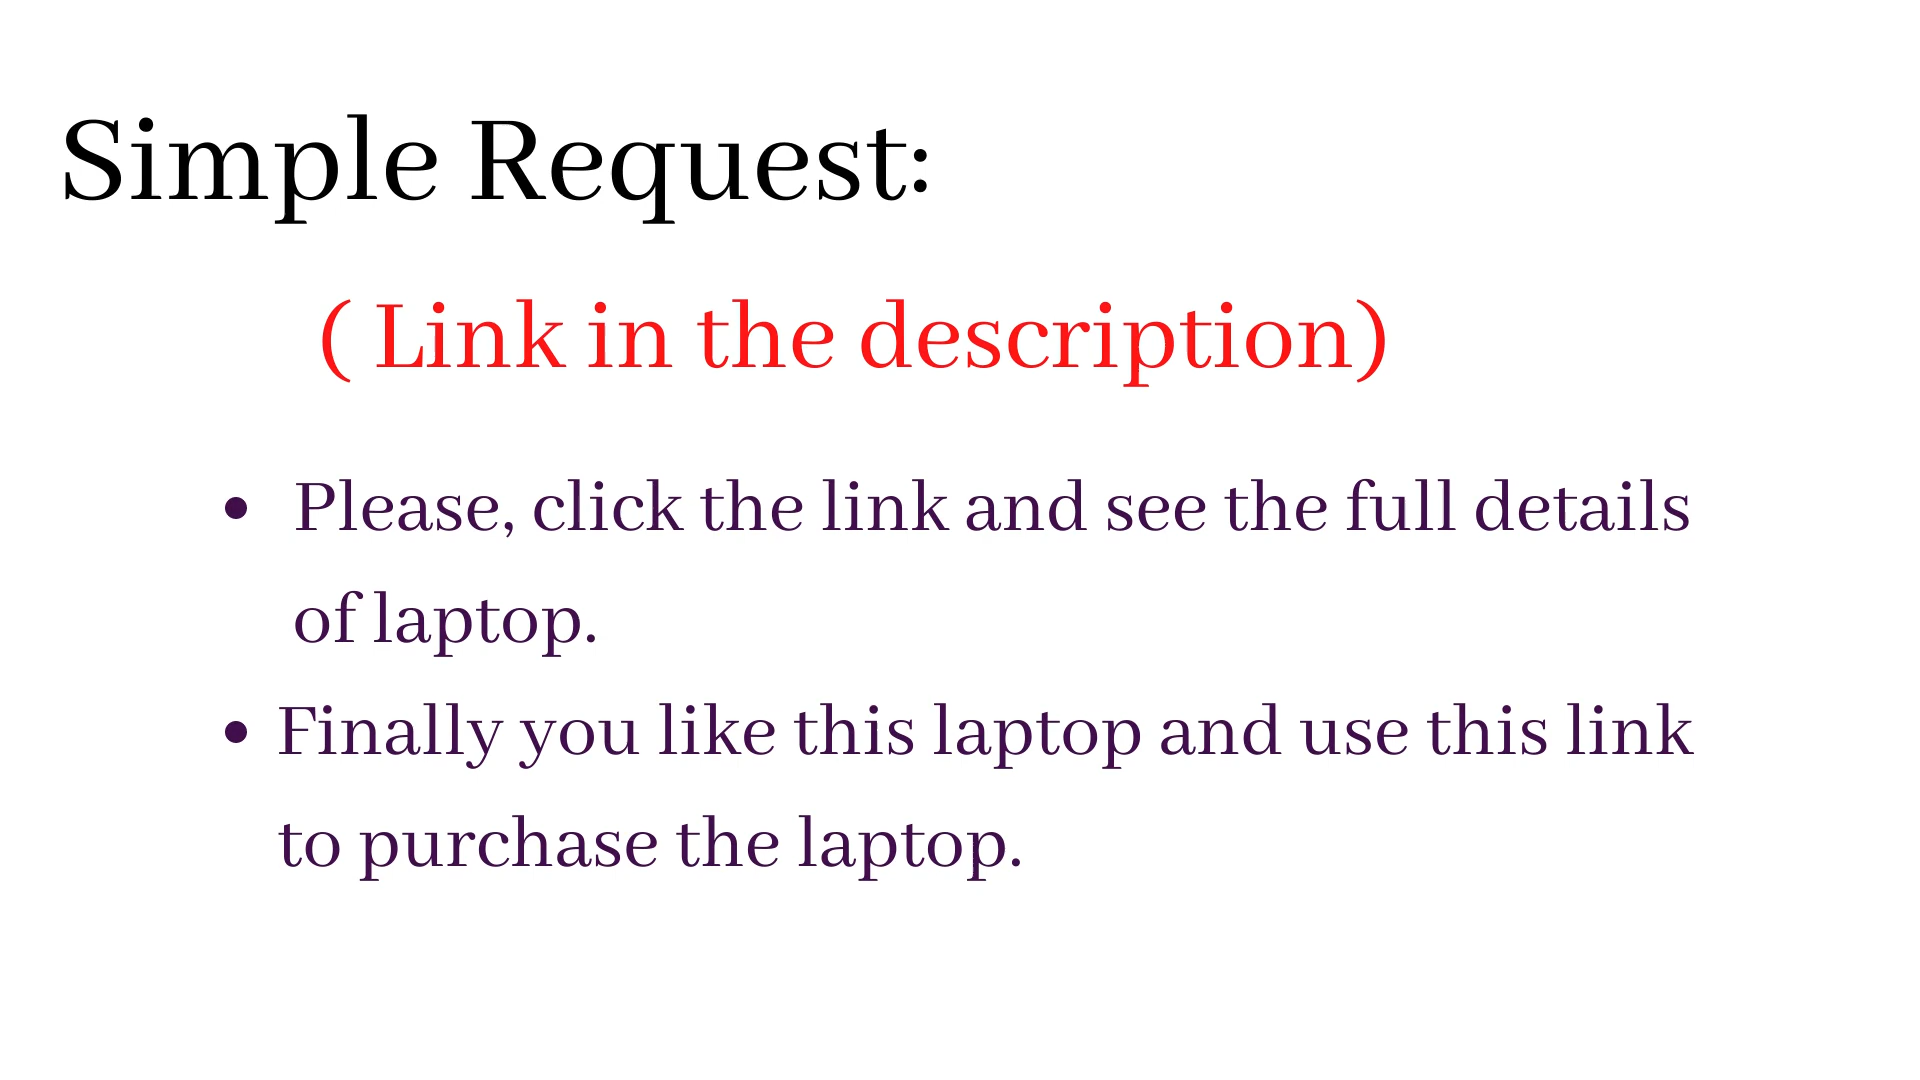 Simple Request:
( Link in the description)
• Please, click the link and see the full details
of laptop.
• Finally you like this laptop and use this link
to purchase the laptop.